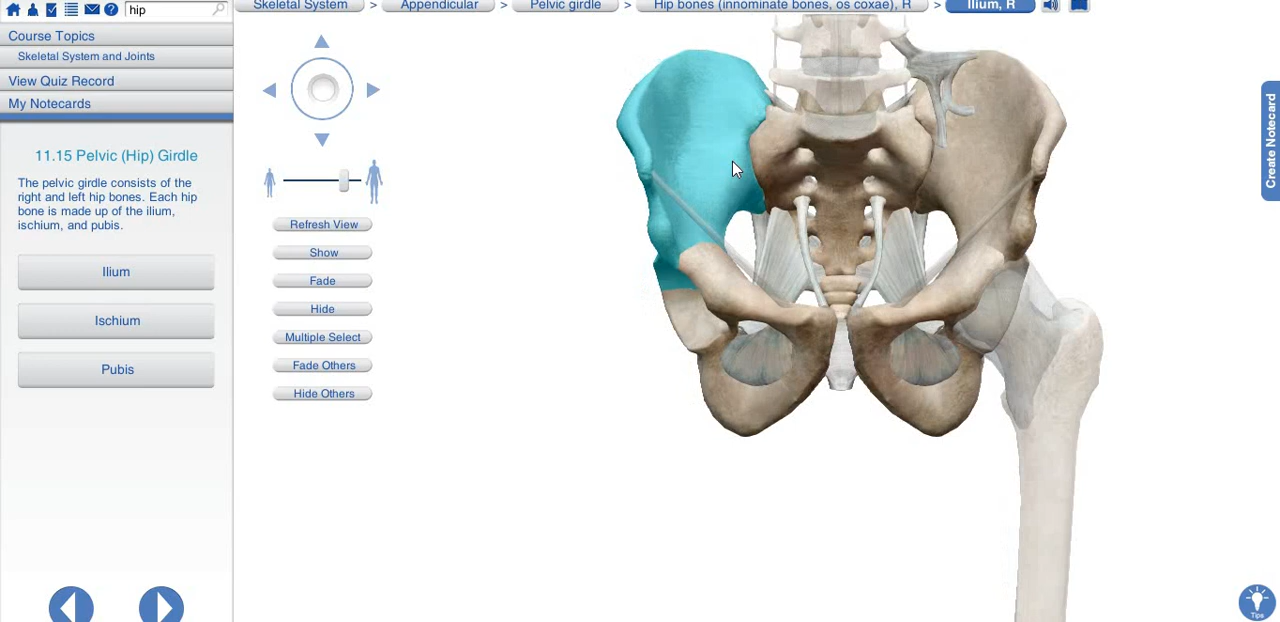 hip
Skeletal System > Appendicular > Pelvic girdle > Hip bones (innominate bones, os coxae), R > Ilium, R
Course Topics
Skeletal System and Joints
View Quiz Record
My Notecards
11.15 Pelvic (Hip) Girdle
The pelvic girdle consists of the
right and left hip bones. Each hip
bone is made up of the ilium,
ischium, and pubis.
Ilium
Ischium
Pubis
Refresh View
Show
Fade
Hide
Multiple Select
Fade Others
Hide Others
Create Notecard
Tips